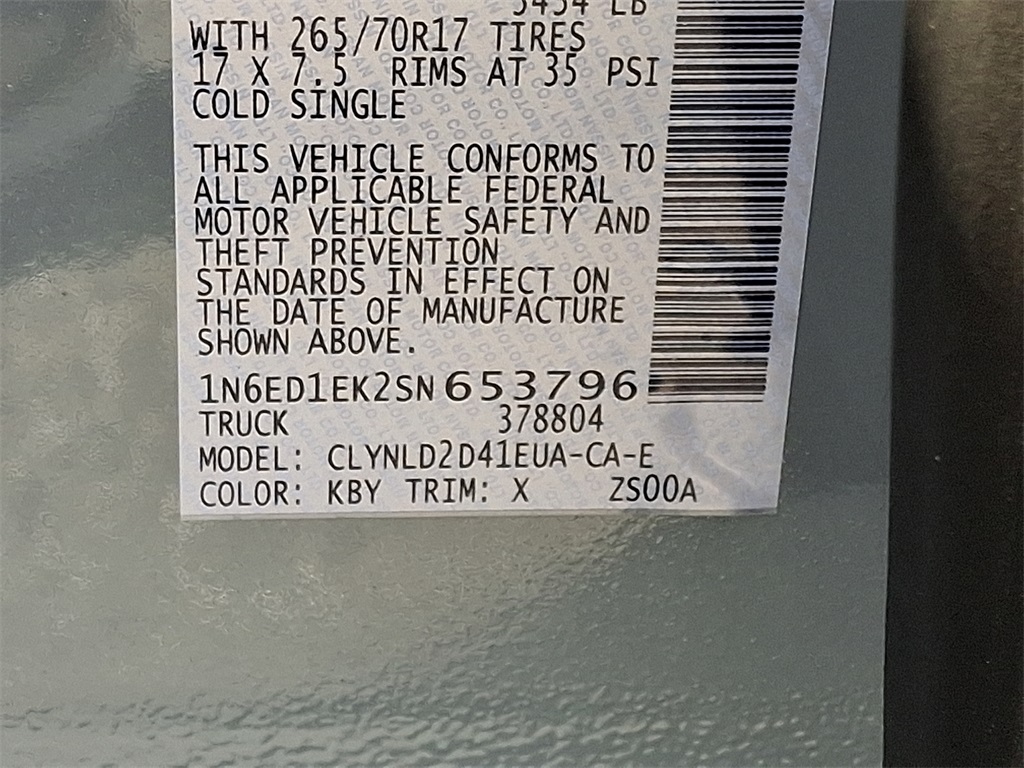 LB
WITH 265/70R17 TIRES
17 X 7.5 RIMS AT 35 PSI
COLD SINGLE
THIS VEHICLE CONFORMS TO
ALL APPLICABLE FEDERAL
MOTOR VEHICLE SAFETY AND
THEFT PREVENTION
STANDARDS IN EFFECT ON
THE DATE OF MANUFACTURE
SHOWN ABOVE.
1N6ED1EK2SN653796
TRUCK 378804
MODEL: CLYNLD2D41EUA-CA-E
COLOR: KBY TRIM: X ZS00A